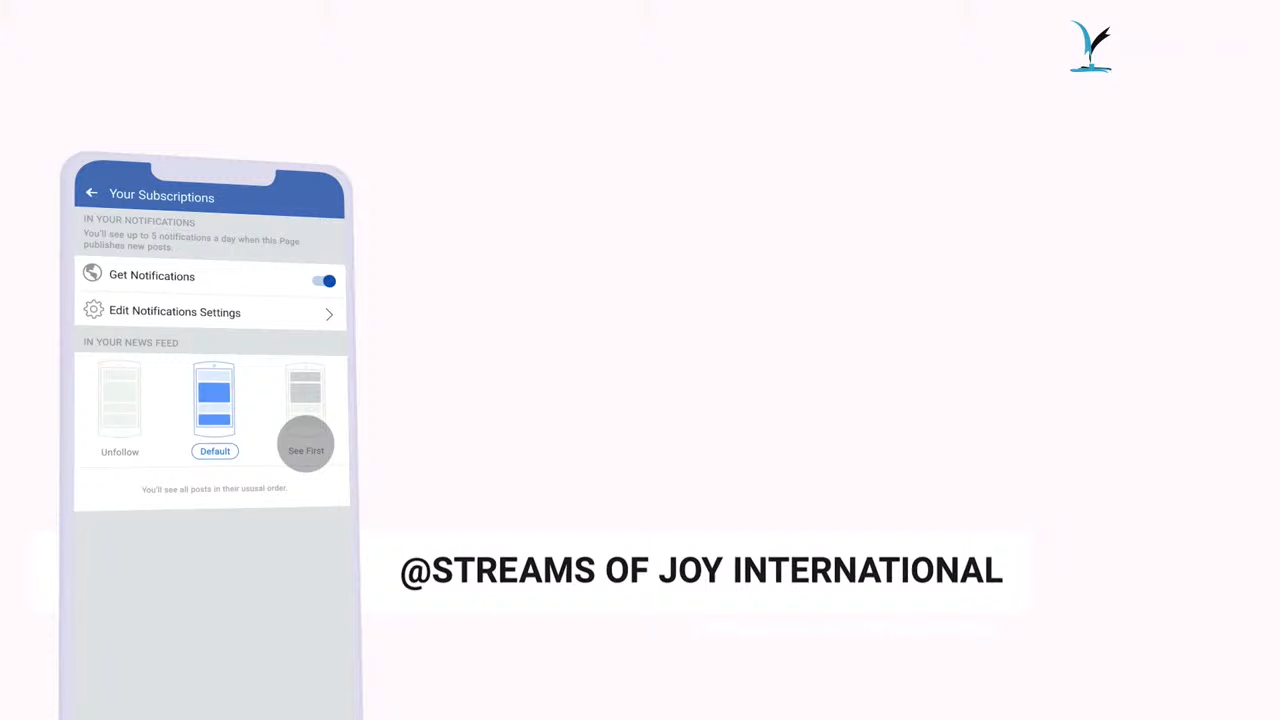 Your Subscriptions
IN YOUR NOTIFICATIONS
You'll see up to 5 notifications a day when this Page
publishes new posts.
Get Notifications
Edit Notifications Settings
IN YOUR NEWS FEED
Unfollow
Default
See First
You'll see all posts in their ususal order.
@STREAMS OF JOY INTERNATIONAL